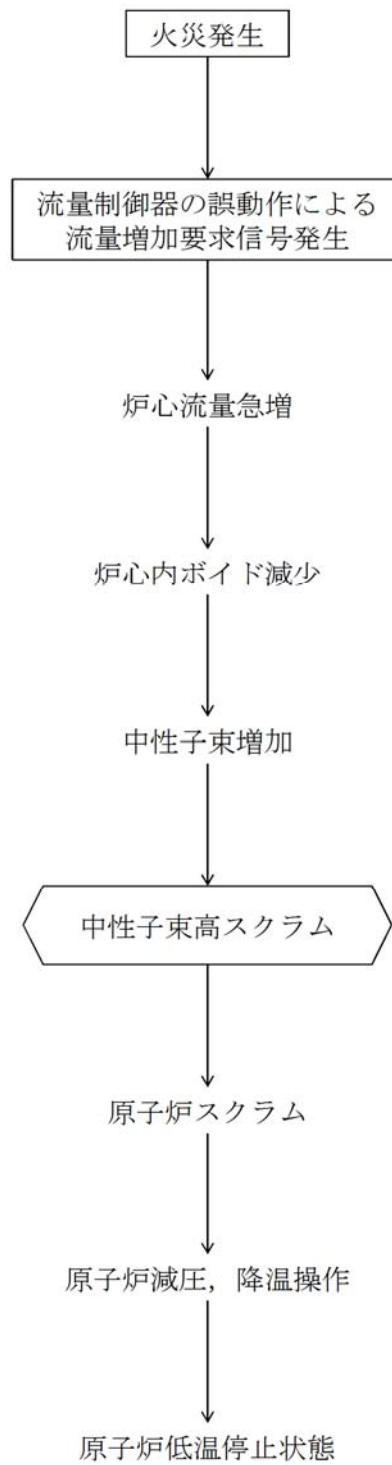 火災発生
流量制御器の誤動作による
流量増加要求信号発生
炉心流量急増
炉心内ボイド減少
中性子束増加
中性子束高スクラム
原子炉スクラム
原子炉減圧，降温操作
原子炉低温停止状態